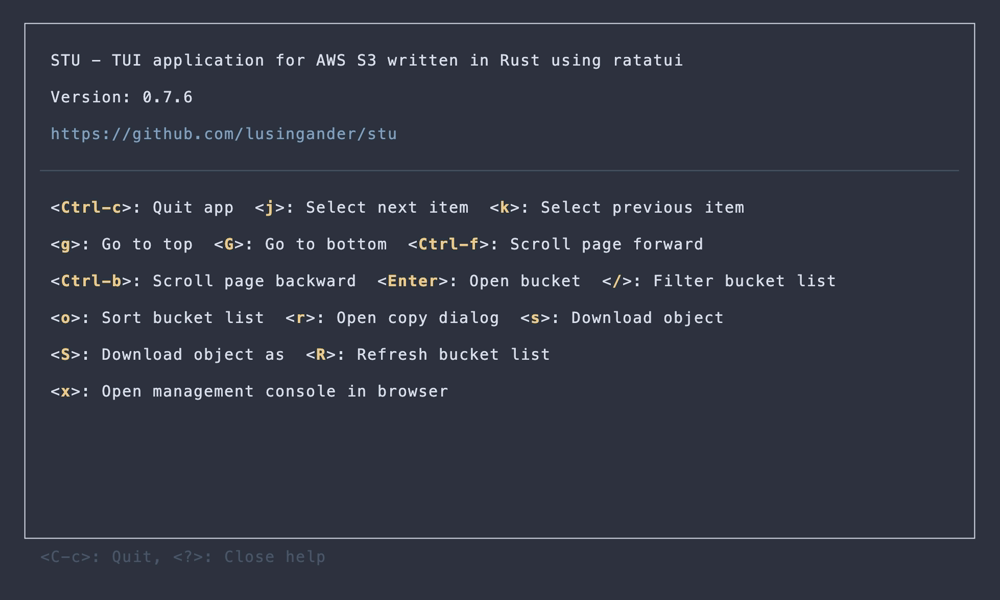 STU – TUI application for AWS S3 written in Rust using ratatui
Version: 0.7.6
https://github.com/lusingander/stu
<Ctrl-c>: Quit app  <j>: Select next item  <k>: Select previous item
<g>: Go to top  <G>: Go to bottom  <Ctrl-f>: Scroll page forward
<Ctrl-b>: Scroll page backward  <Enter>: Open bucket  </>: Filter bucket list
<o>: Sort bucket list  <r>: Open copy dialog  <s>: Download object
<S>: Download object as  <R>: Refresh bucket list
<x>: Open management console in browser
<C-c>: Quit, <?>: Close help